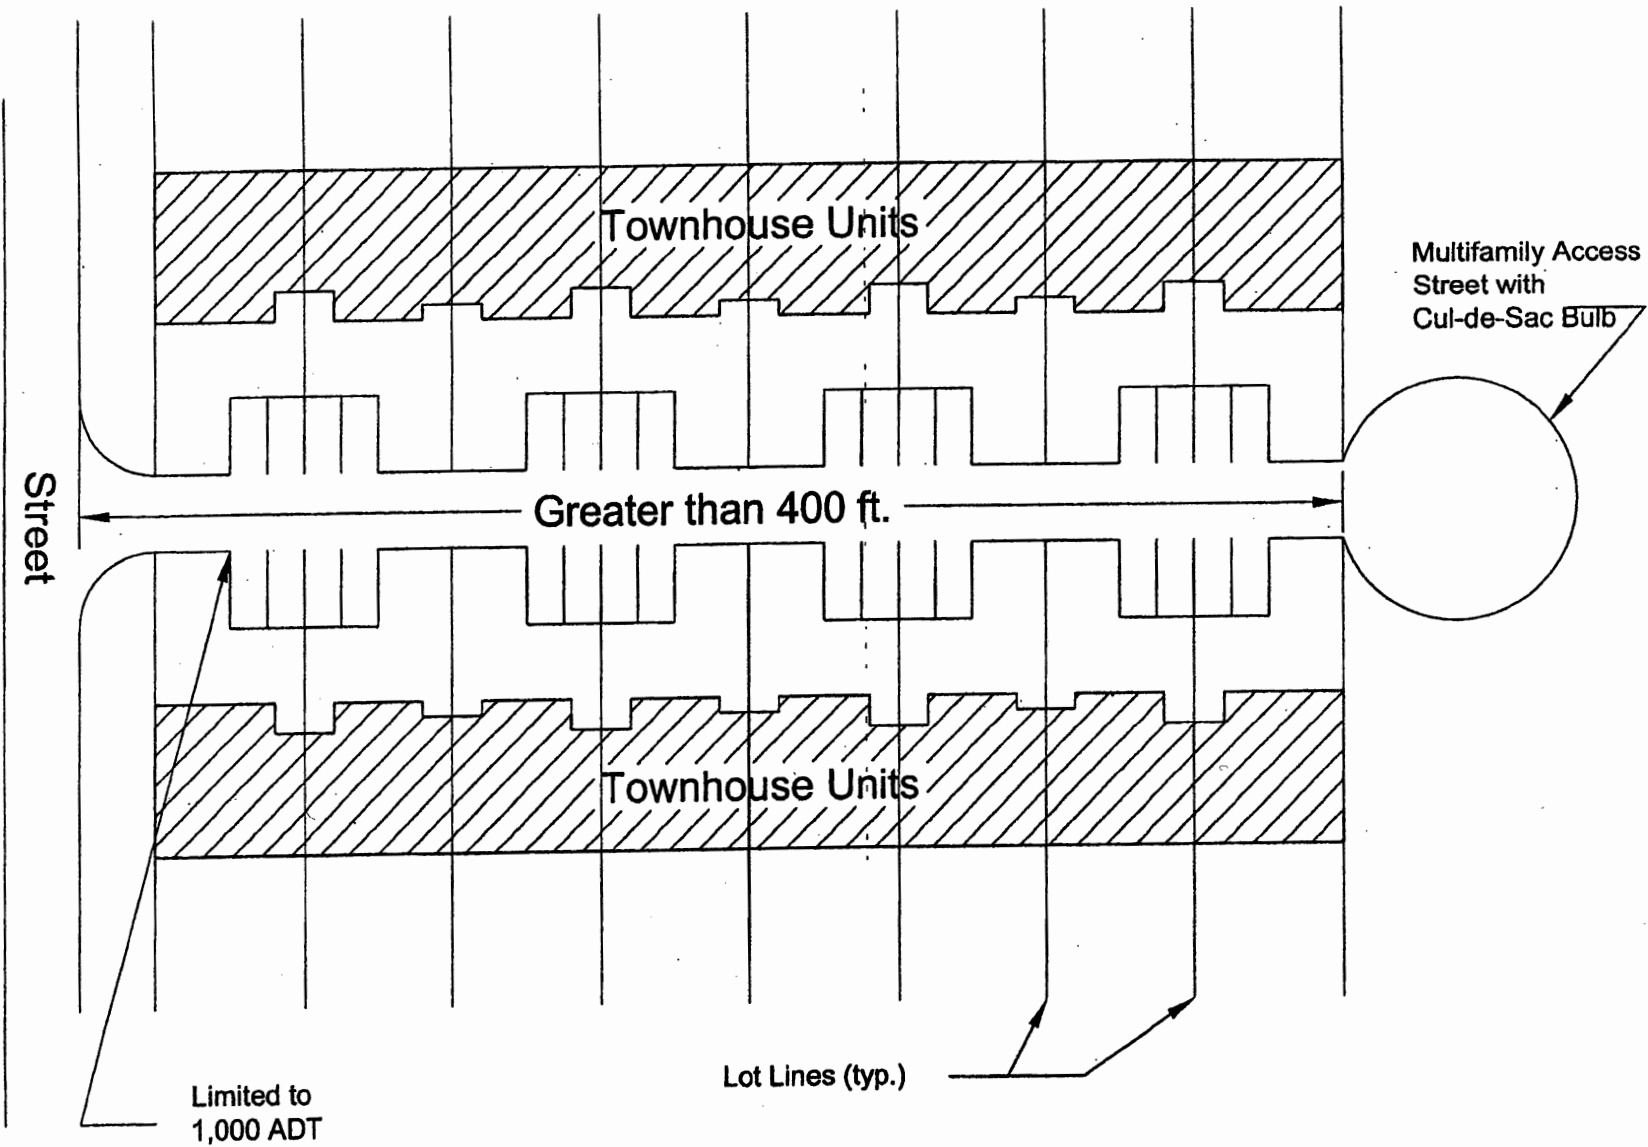 Townhouse Units
Multifamily Access
Street with
Cul-de-Sac Bulb
Street
Greater than 400 ft.
Townhouse Units
Lot Lines (typ.)
Limited to
1,000 ADT